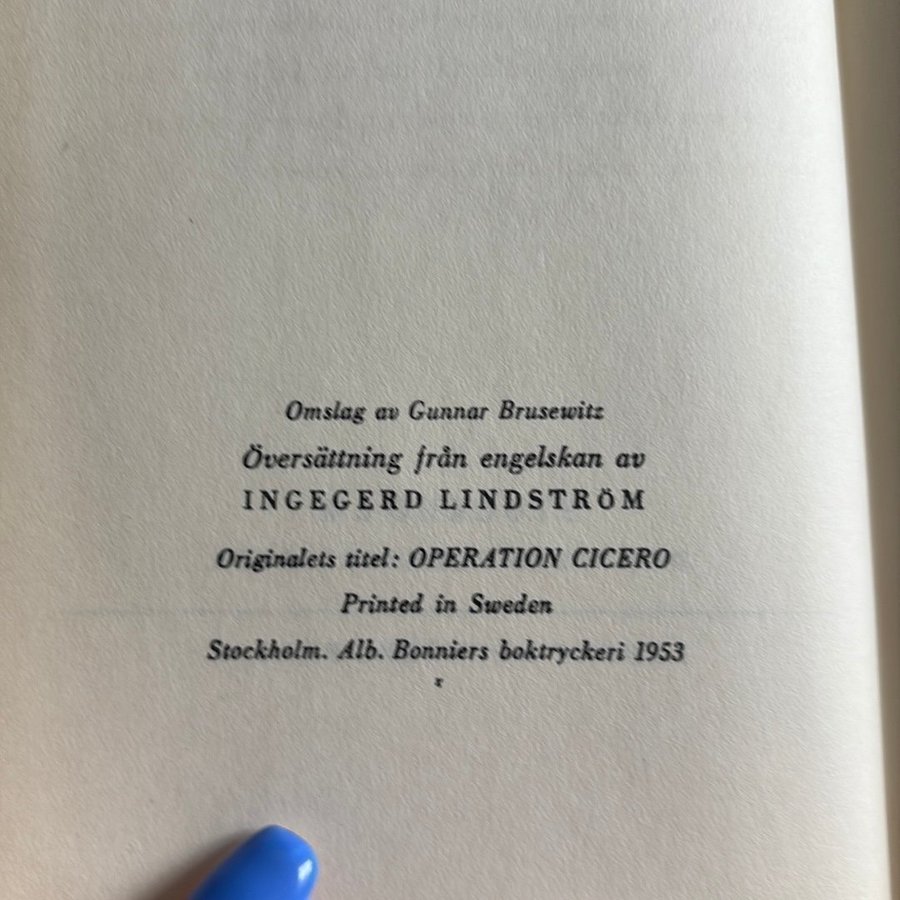 Omslag av Gunnar Brusewitz
Översättning från engelskan av
INGEGERD LINDSTRÖM
Originalets titel: OPERATION CICERO
Printed in Sweden
Stockholm. Alb. Bonniers boktryckeri 1953